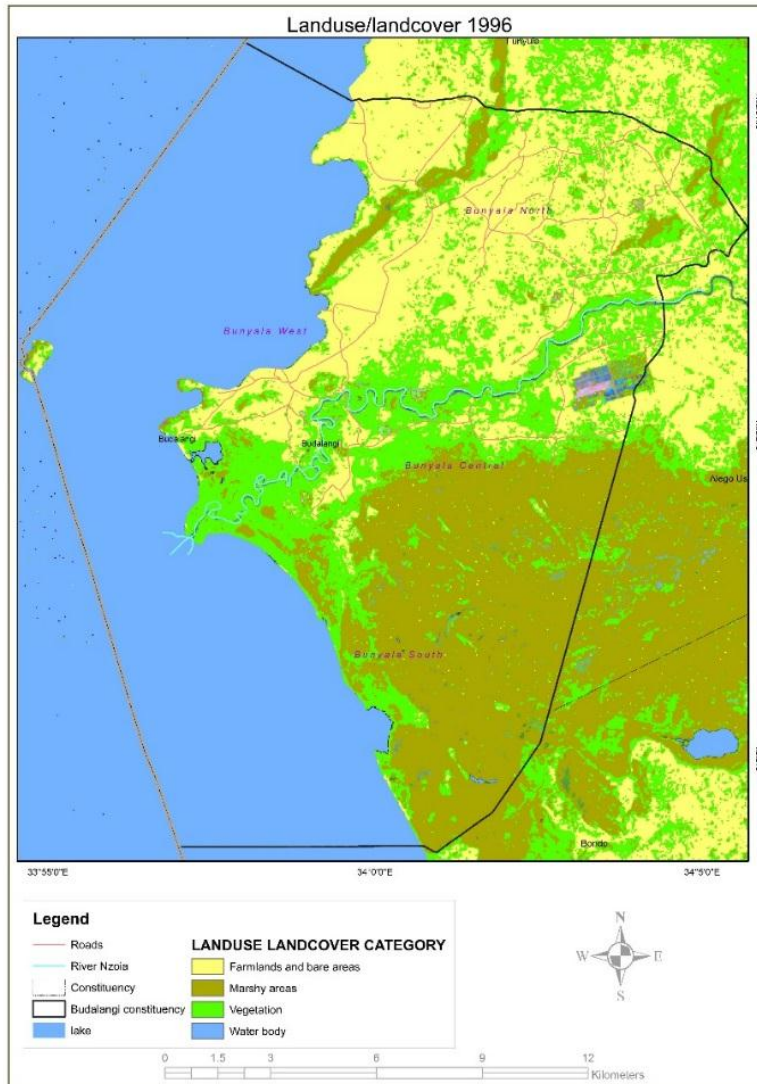 Landuse/landcover 1996
Bunyala North
Bunyala West
Budalangi
Bunyala Central
Bunyala South
Bondo
33°55'0"E
34°0'0"E
34°5'0"E
Legend
Roads
River Nzoia
Constituency
Budalangi constituency
lake
LANDUSE LANDCOVER CATEGORY
Farmlands and bare areas
Marshy areas
Vegetation
Water body
N
W
E
S
0 1.5 3 6 9 12
Kilometers